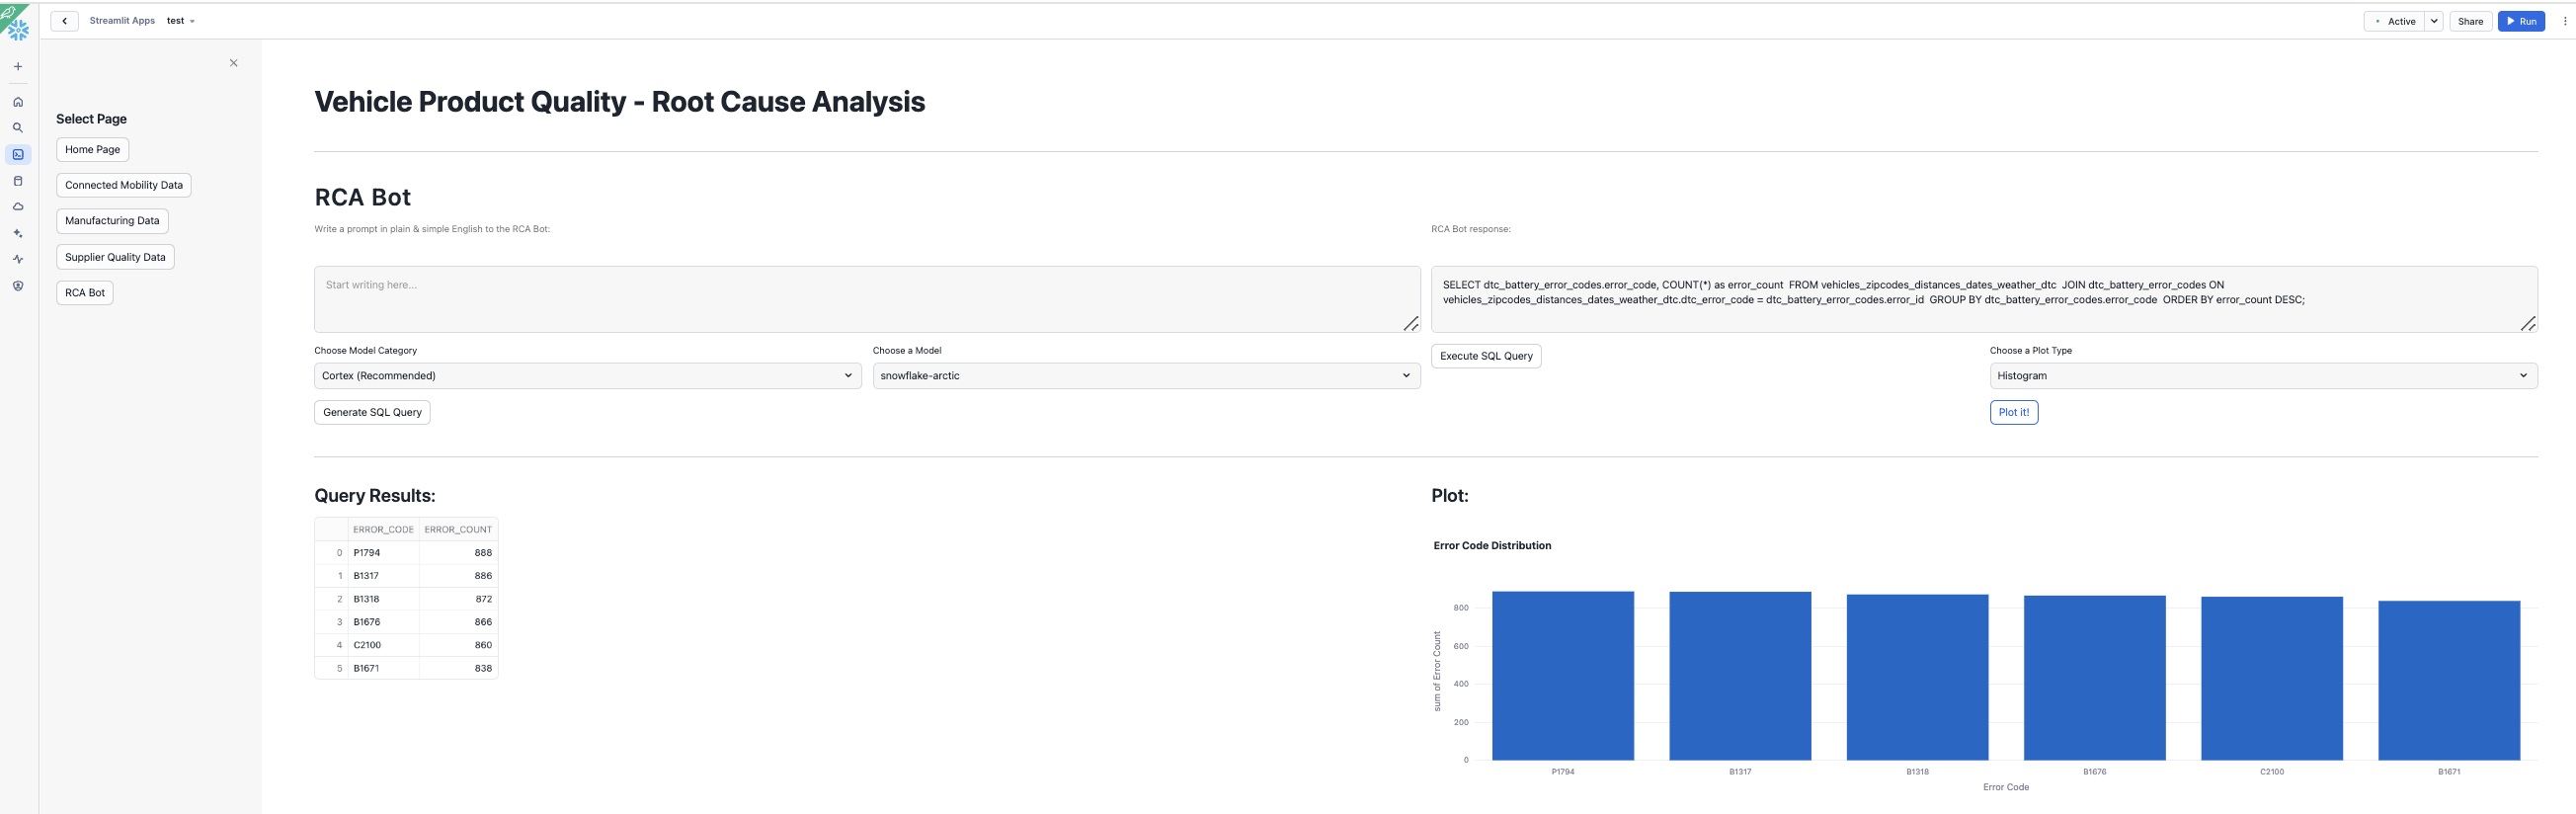 Streamlit Apps test
Active
Share
Run
Select Page
Home Page
Connected Mobility Data
Manufacturing Data
Supplier Quality Data
RCA Bot
Vehicle Product Quality - Root Cause Analysis
RCA Bot
Write a prompt in plain & simple English to the RCA Bot:
Start writing here...
Choose Model Category
Cortex (Recommended)
Choose a Model
snowflake-arctic
Generate SQL Query
RCA Bot response:
SELECT dtc_battery_error_codes.error_code, COUNT(*) as error_count  FROM vehicles_zipcodes_distances_dates_weather_dtc  JOIN dtc_battery_error_codes ON
vehicles_zipcodes_distances_dates_weather_dtc.dtc_error_code = dtc_battery_error_codes.error_id  GROUP BY dtc_battery_error_codes.error_code  ORDER BY error_count DESC;
Execute SQL Query
Choose a Plot Type
Histogram
Plot it!
Query Results:
ERROR_CODE ERROR_COUNT
0 P1794 888
1 B1317 886
2 B1318 872
3 B1676 866
4 C2100 860
5 B1671 838
Plot:
Error Code Distribution
sum of Error Count
800
600
400
200
0
P1794 B1317 B1318 B1676 C2100 B1671
Error Code